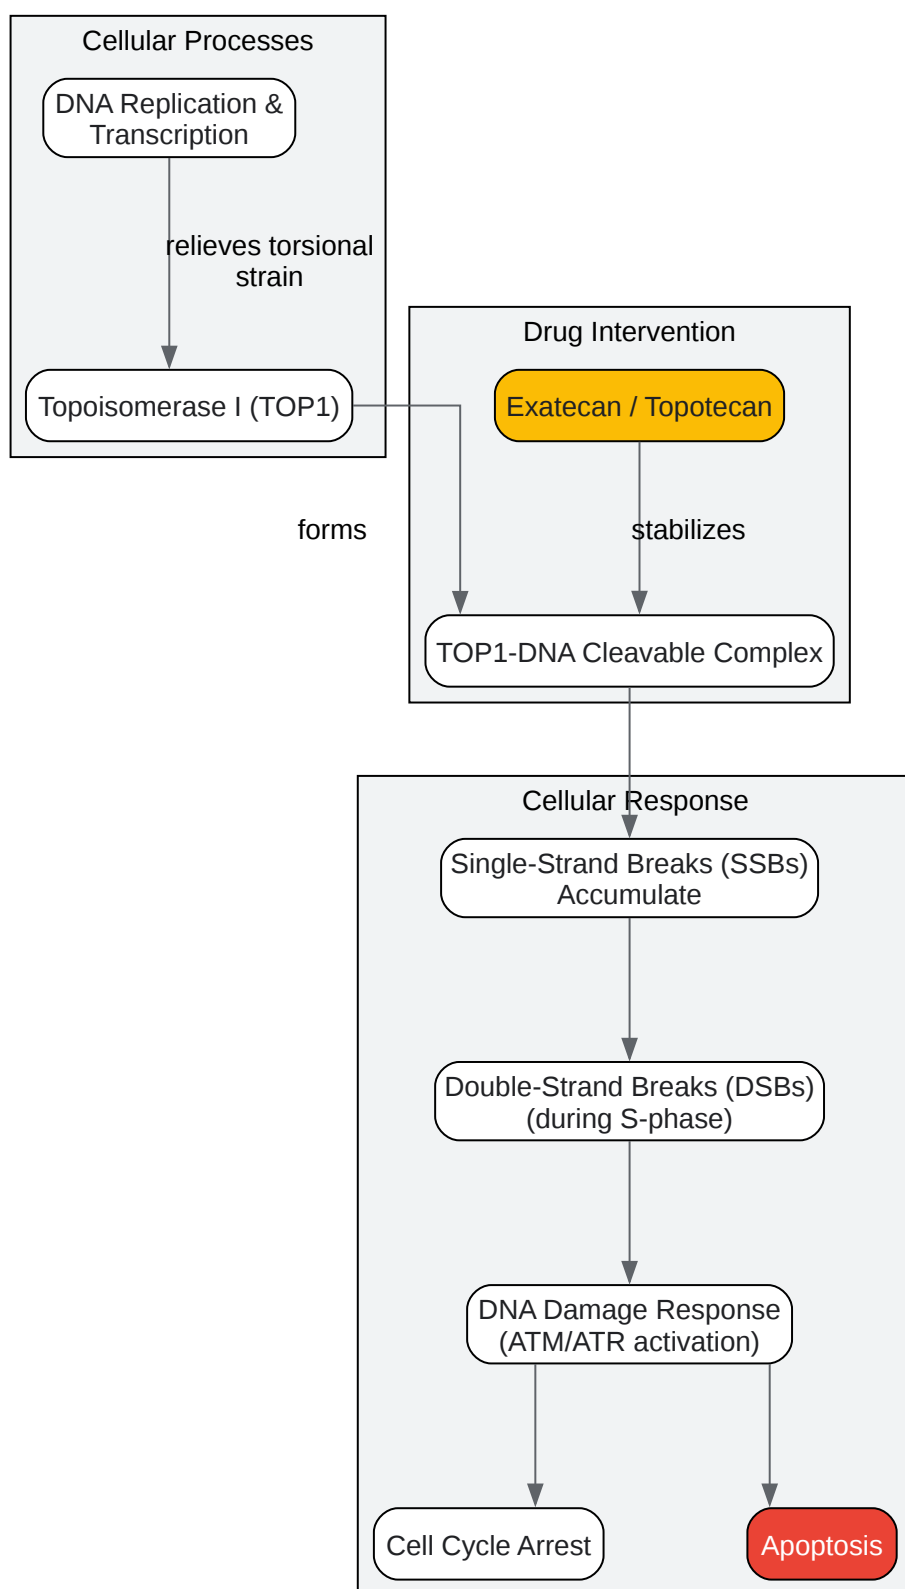 Cellular Processes
DNA Replication &
Transcription
relieves torsional
strain
Topoisomerase I (TOP1)
Drug Intervention
Exatecan / Topotecan
forms
stabilizes
TOP1-DNA Cleavable Complex
Cellular Response
Single-Strand Breaks (SSBs)
Accumulate
Double-Strand Breaks (DSBs)
(during S-phase)
DNA Damage Response
(ATM/ATR activation)
Cell Cycle Arrest
Apoptosis